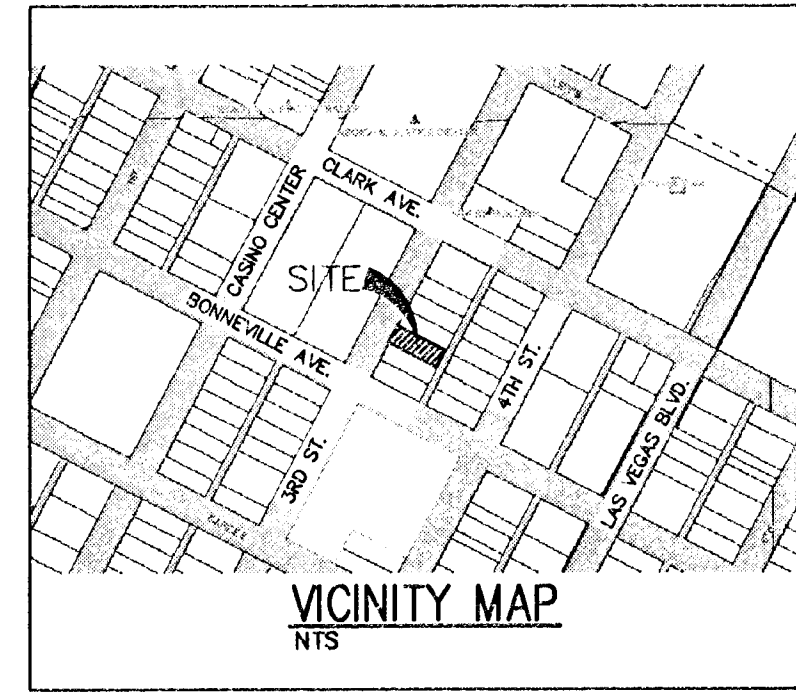 CLARK AVE.
CASINO CENTER
SITE
BONNEVILLE AVE.
4TH ST.
LAS VEGAS BLVD.
3RD ST.
VICINITY MAP
NTS